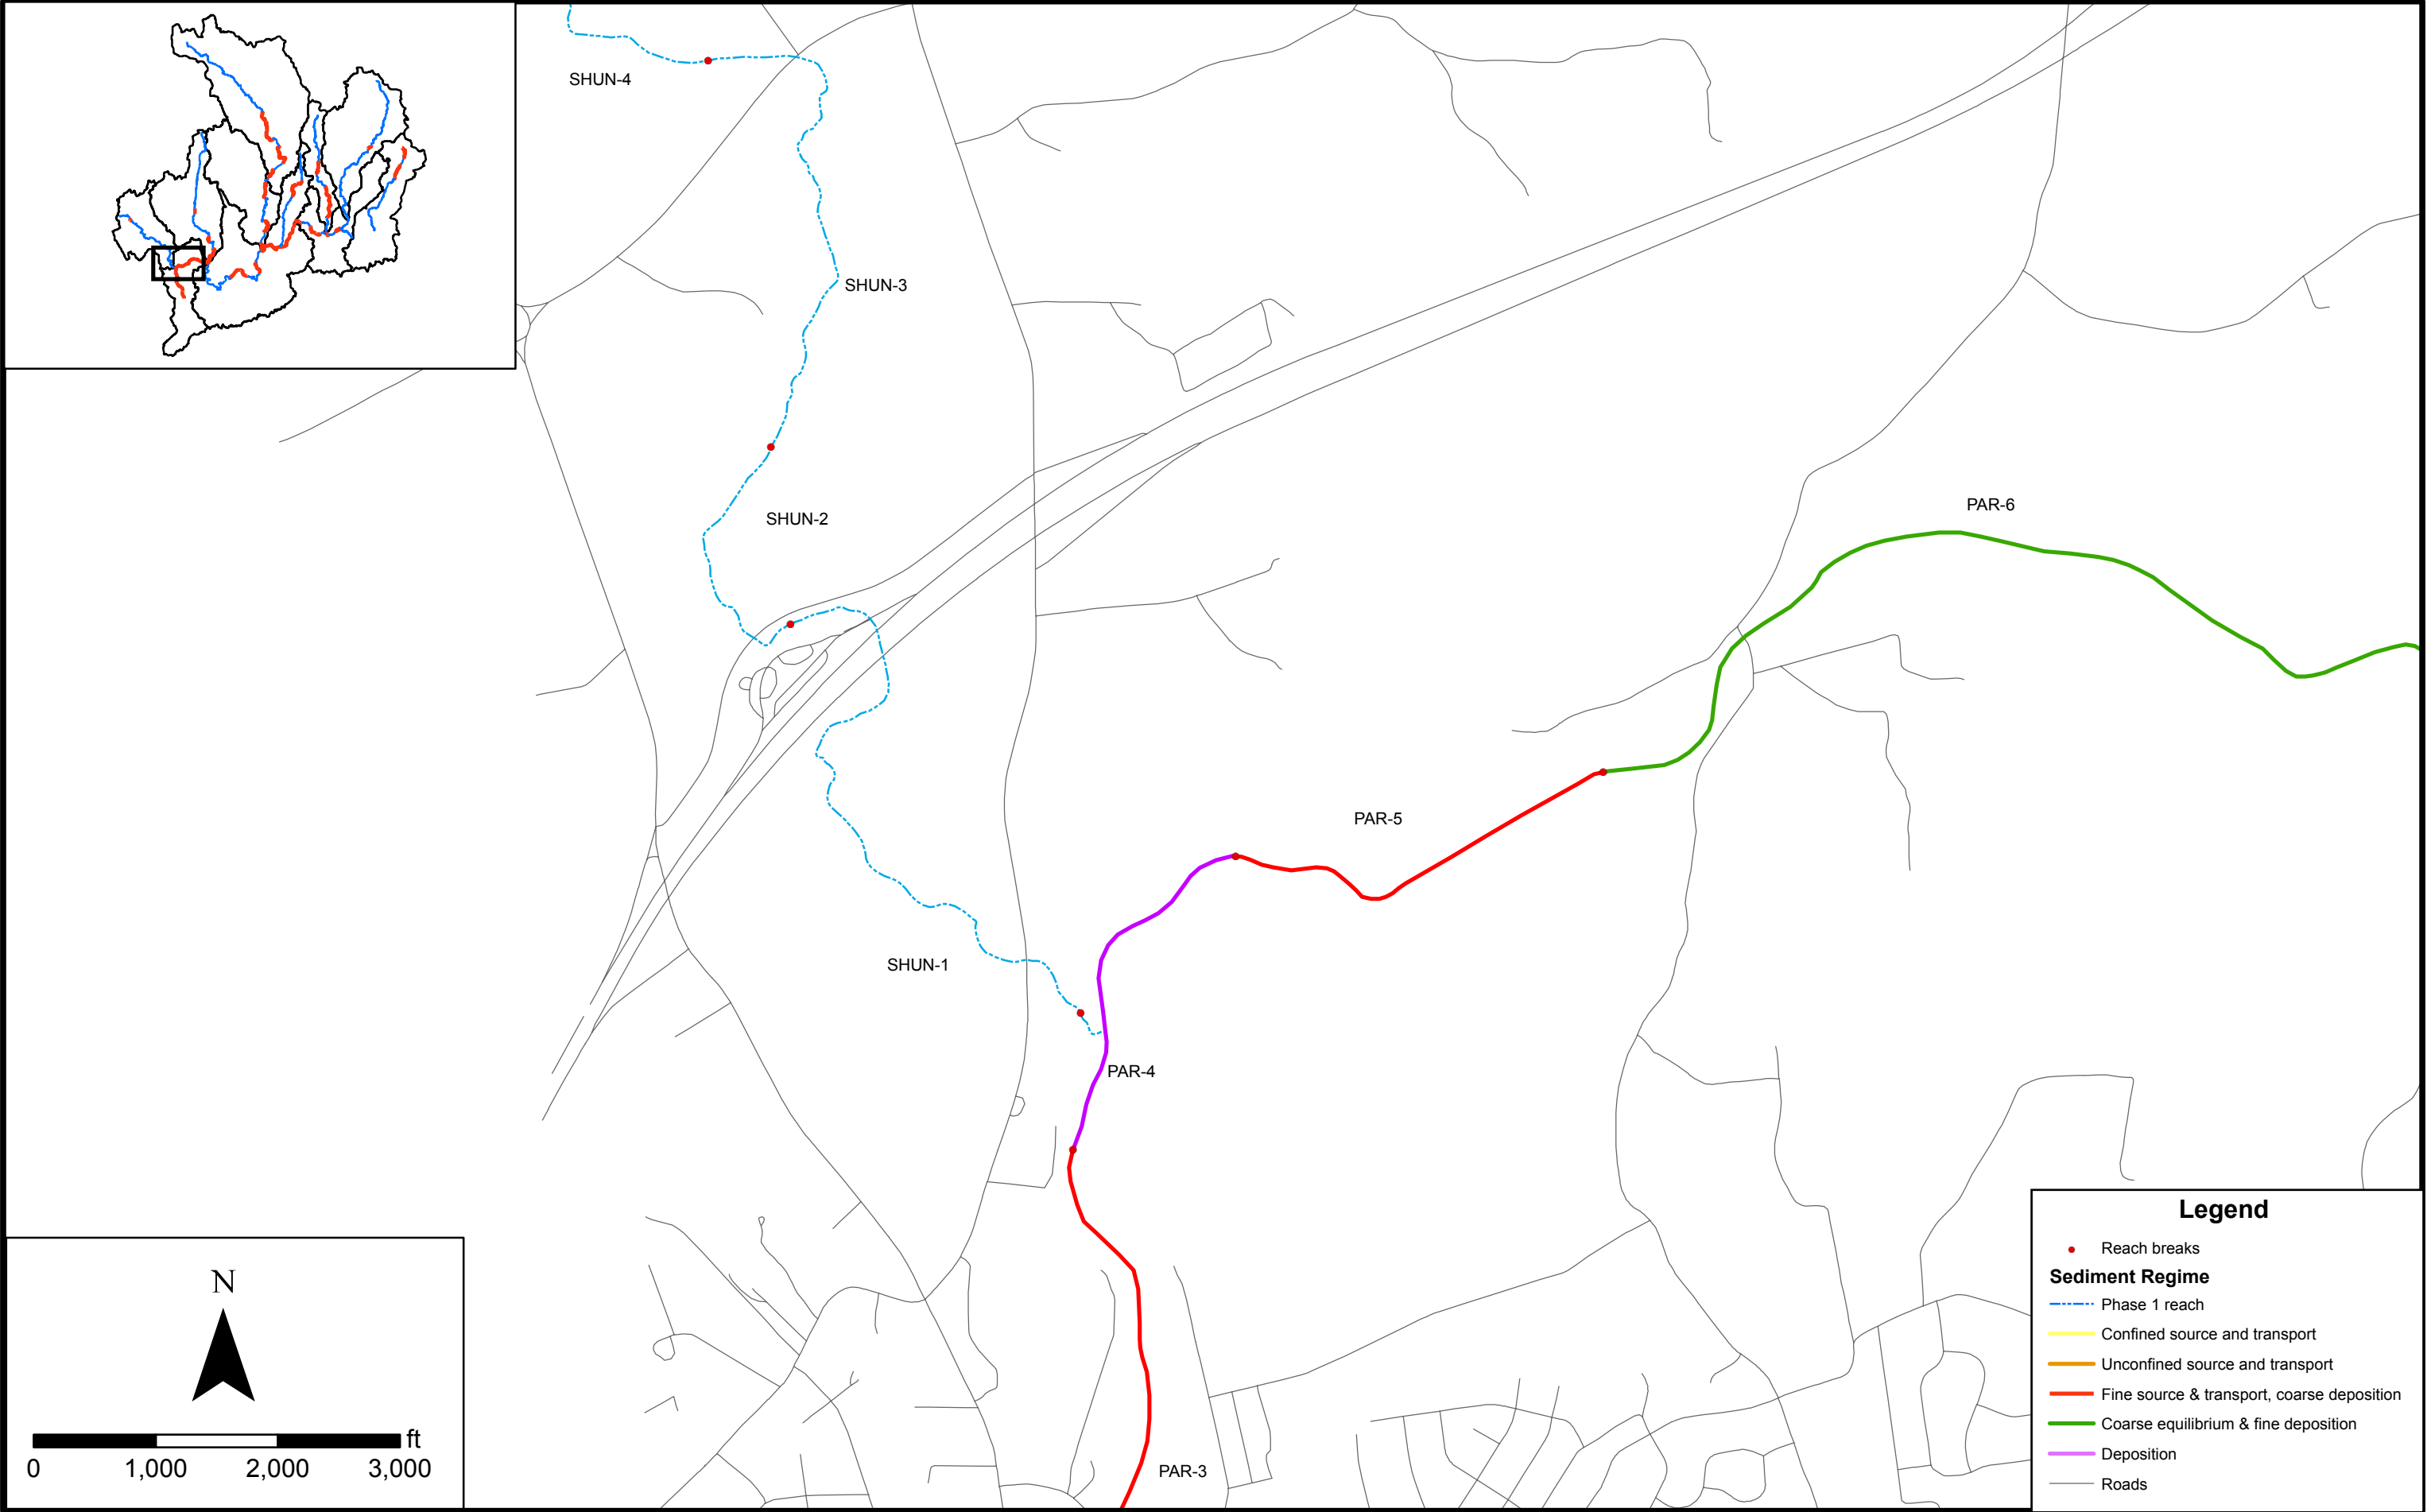 SHUN-4
SHUN-3
PAR-6
SHUN-2
PAR-5
SHUN-1
PAR-4
PAR-3
N
ft
0 1,000 2,000 3,000
Legend
Reach breaks
Sediment Regime
Phase 1 reach
Confined source and transport
Unconfined source and transport
Fine source & transport, coarse deposition
Coarse equilibrium & fine deposition
Deposition
Roads